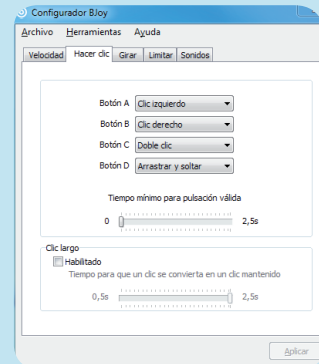 Configurador BJoy
Archivo Herramientas Ayuda
Velocidad Hacer clic Girar Limitar Sonidos
Botón A Clic izquierdo
Botón B Clic derecho
Botón C Doble clic
Botón D Arrastrar y soltar
Tiempo mínimo para pulsación válida
0 2,5s
Clic largo
Habilitado
Tiempo para que un clic se convierta en un clic mantenido
0,5s 2,5s
Aplicar